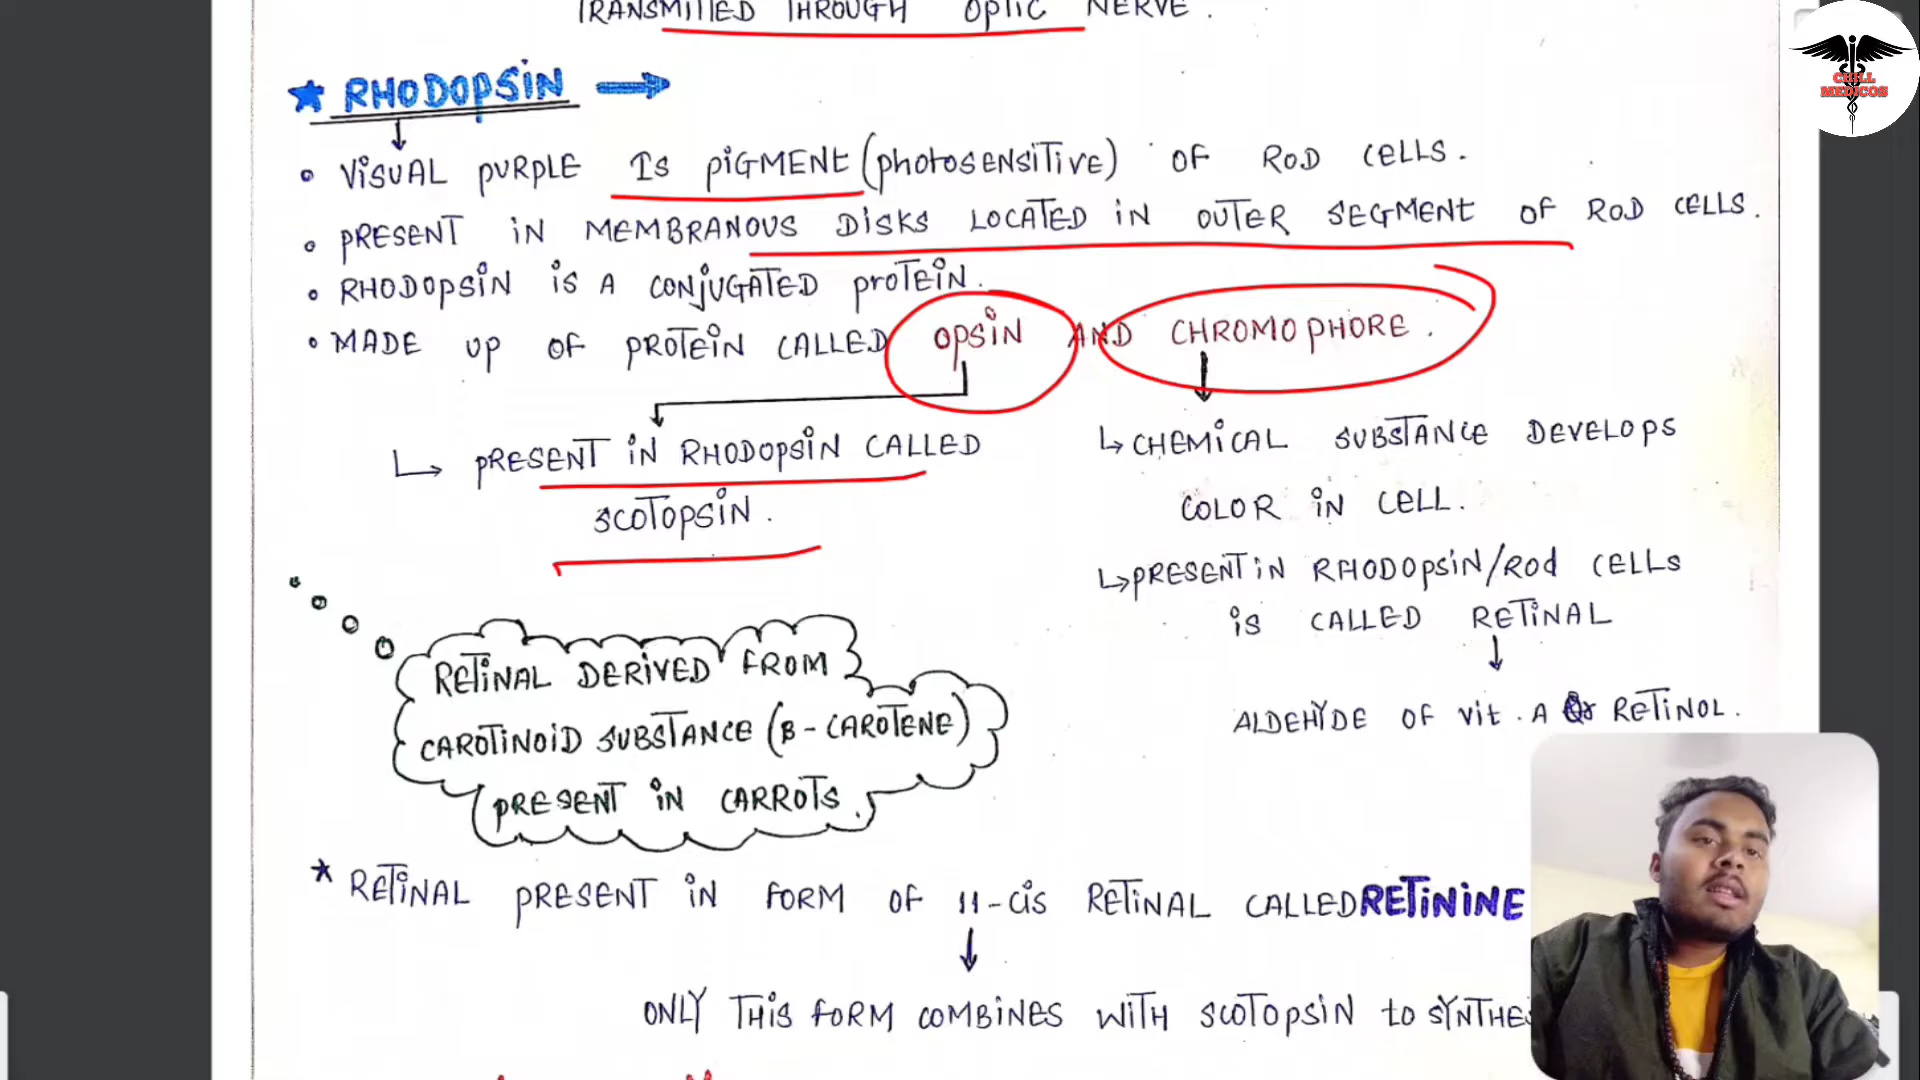 TRANSMITTED THROUGH OPTIC NERVE.
RHODOPSIN
CHILL
MEDICOS
• VISUAL PURPLE IS PIGMENT (PHOTOSENSITIVE) OF ROD CELLS.
• PRESENT IN MEMBRANOUS DISKS LOCATED IN OUTER SEGMENT OF ROD CELLS.
• RHODOPSIN IS A CONJUGATED PROTEIN.
• MADE UP OF PROTEIN CALLED OPSIN AND CHROMOPHORE.
PRESENT IN RHODOPSIN CALLED
SCOTOPSIN.
CHEMICAL SUBSTANCE DEVELOPS
COLOR IN CELL.
PRESENT IN RHODOPSIN/ROD CELLS
IS CALLED RETINAL
ALDEHYDE OF VIT. A Or RETINOL.
RETINAL DERIVED FROM
CAROTINOID SUBSTANCE (B-CAROTENE)
PRESENT IN CARROTS.
* RETINAL PRESENT IN FORM OF 11-CIS RETINAL CALLED RETININE
ONLY THIS FORM COMBINES WITH SCOTOPSIN TO